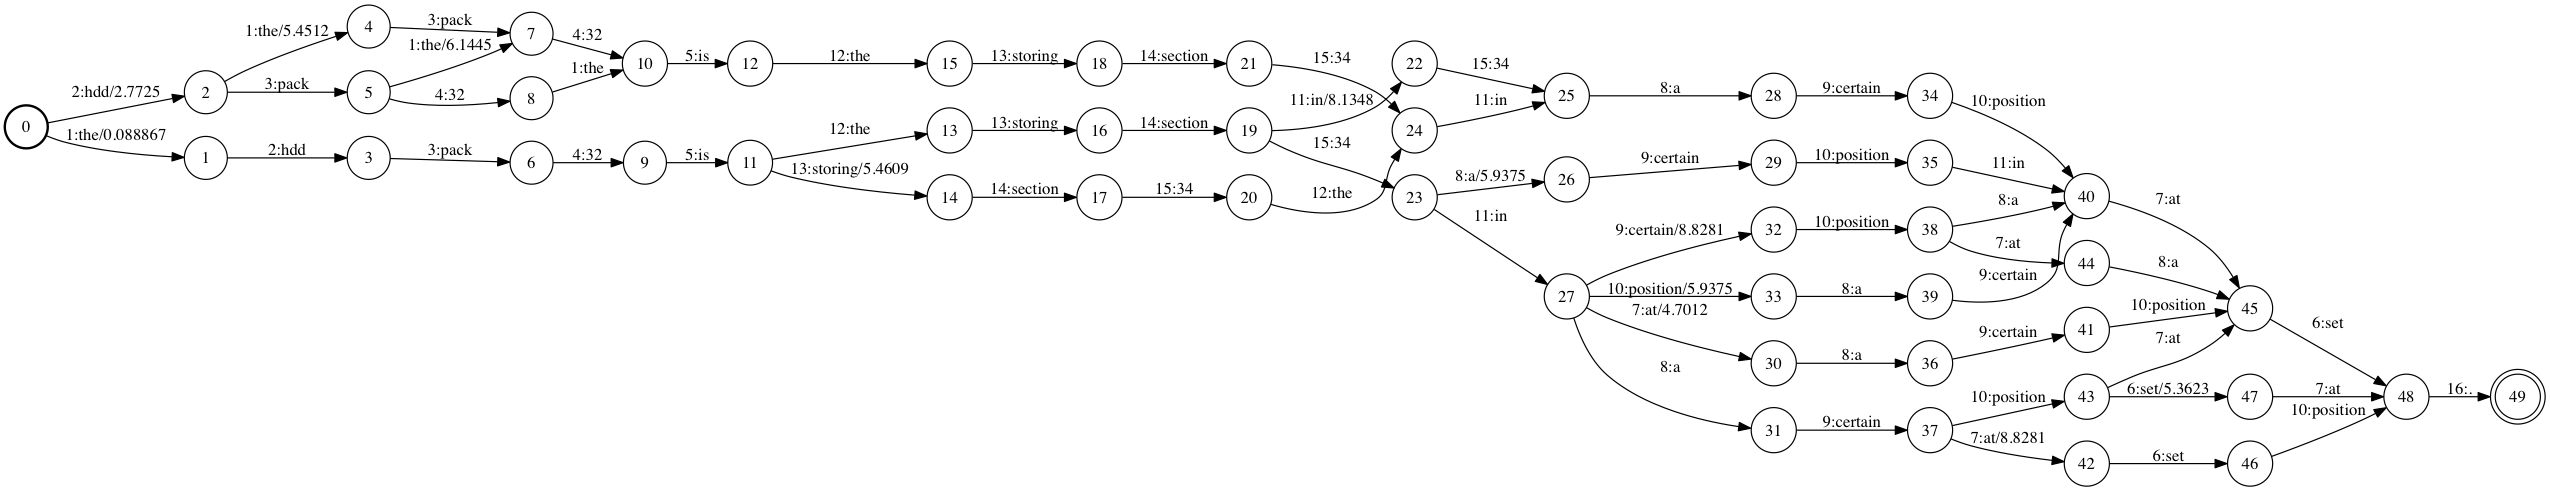 0
2:hdd/2.7725
1:the/0.088867
2
1
1:the/5.4512
3:pack
2:hdd
4
5
3
3:pack
1:the/6.1445
4:32
3:pack
7
8
6
4:32
1:the
4:32
10
9
5:is
5:is
12
11
12:the
12:the
13:storing/5.4609
15
13
14
13:storing
13:storing
14:section
18
16
17
14:section
14:section
15:34
21
19
20
15:34
11:in/8.1348
15:34
12:the
22
24
23
15:34
11:in
8:a/5.9375
11:in
25
26
27
8:a
9:certain
9:certain/8.8281
10:position/5.9375
7:at/4.7012
8:a
28
29
32
33
30
31
9:certain
10:position
10:position
8:a
8:a
9:certain
34
35
38
39
36
37
10:position
11:in
8:a
7:at
9:certain
9:certain
10:position
7:at/8.8281
40
44
41
43
42
7:at
8:a
10:position
7:at
6:set/5.3623
6:set
45
47
46
6:set
7:at
10:position
48
16:.
49